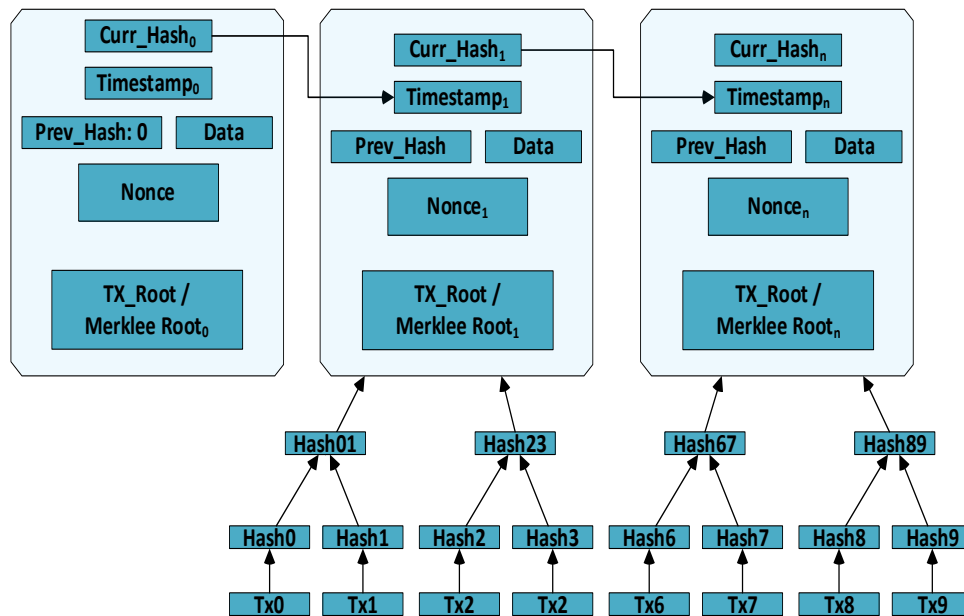 Curr_Hash₀
Timestamp₀
Prev_Hash: 0
Data
Nonce
TX_Root /
Merklee Root₀
Curr_Hash₁
Timestamp₁
Prev_Hash
Data
Nonce₁
TX_Root /
Merklee Root₁
Curr_Hashₙ
Timestampₙ
Prev_Hash
Data
Nonceₙ
TX_Root /
Merklee Rootₙ
Hash01
Hash23
Hash67
Hash89
Hash0
Hash1
Hash2
Hash3
Hash6
Hash7
Hash8
Hash9
Tx0
Tx1
Tx2
Tx2
Tx6
Tx7
Tx8
Tx9